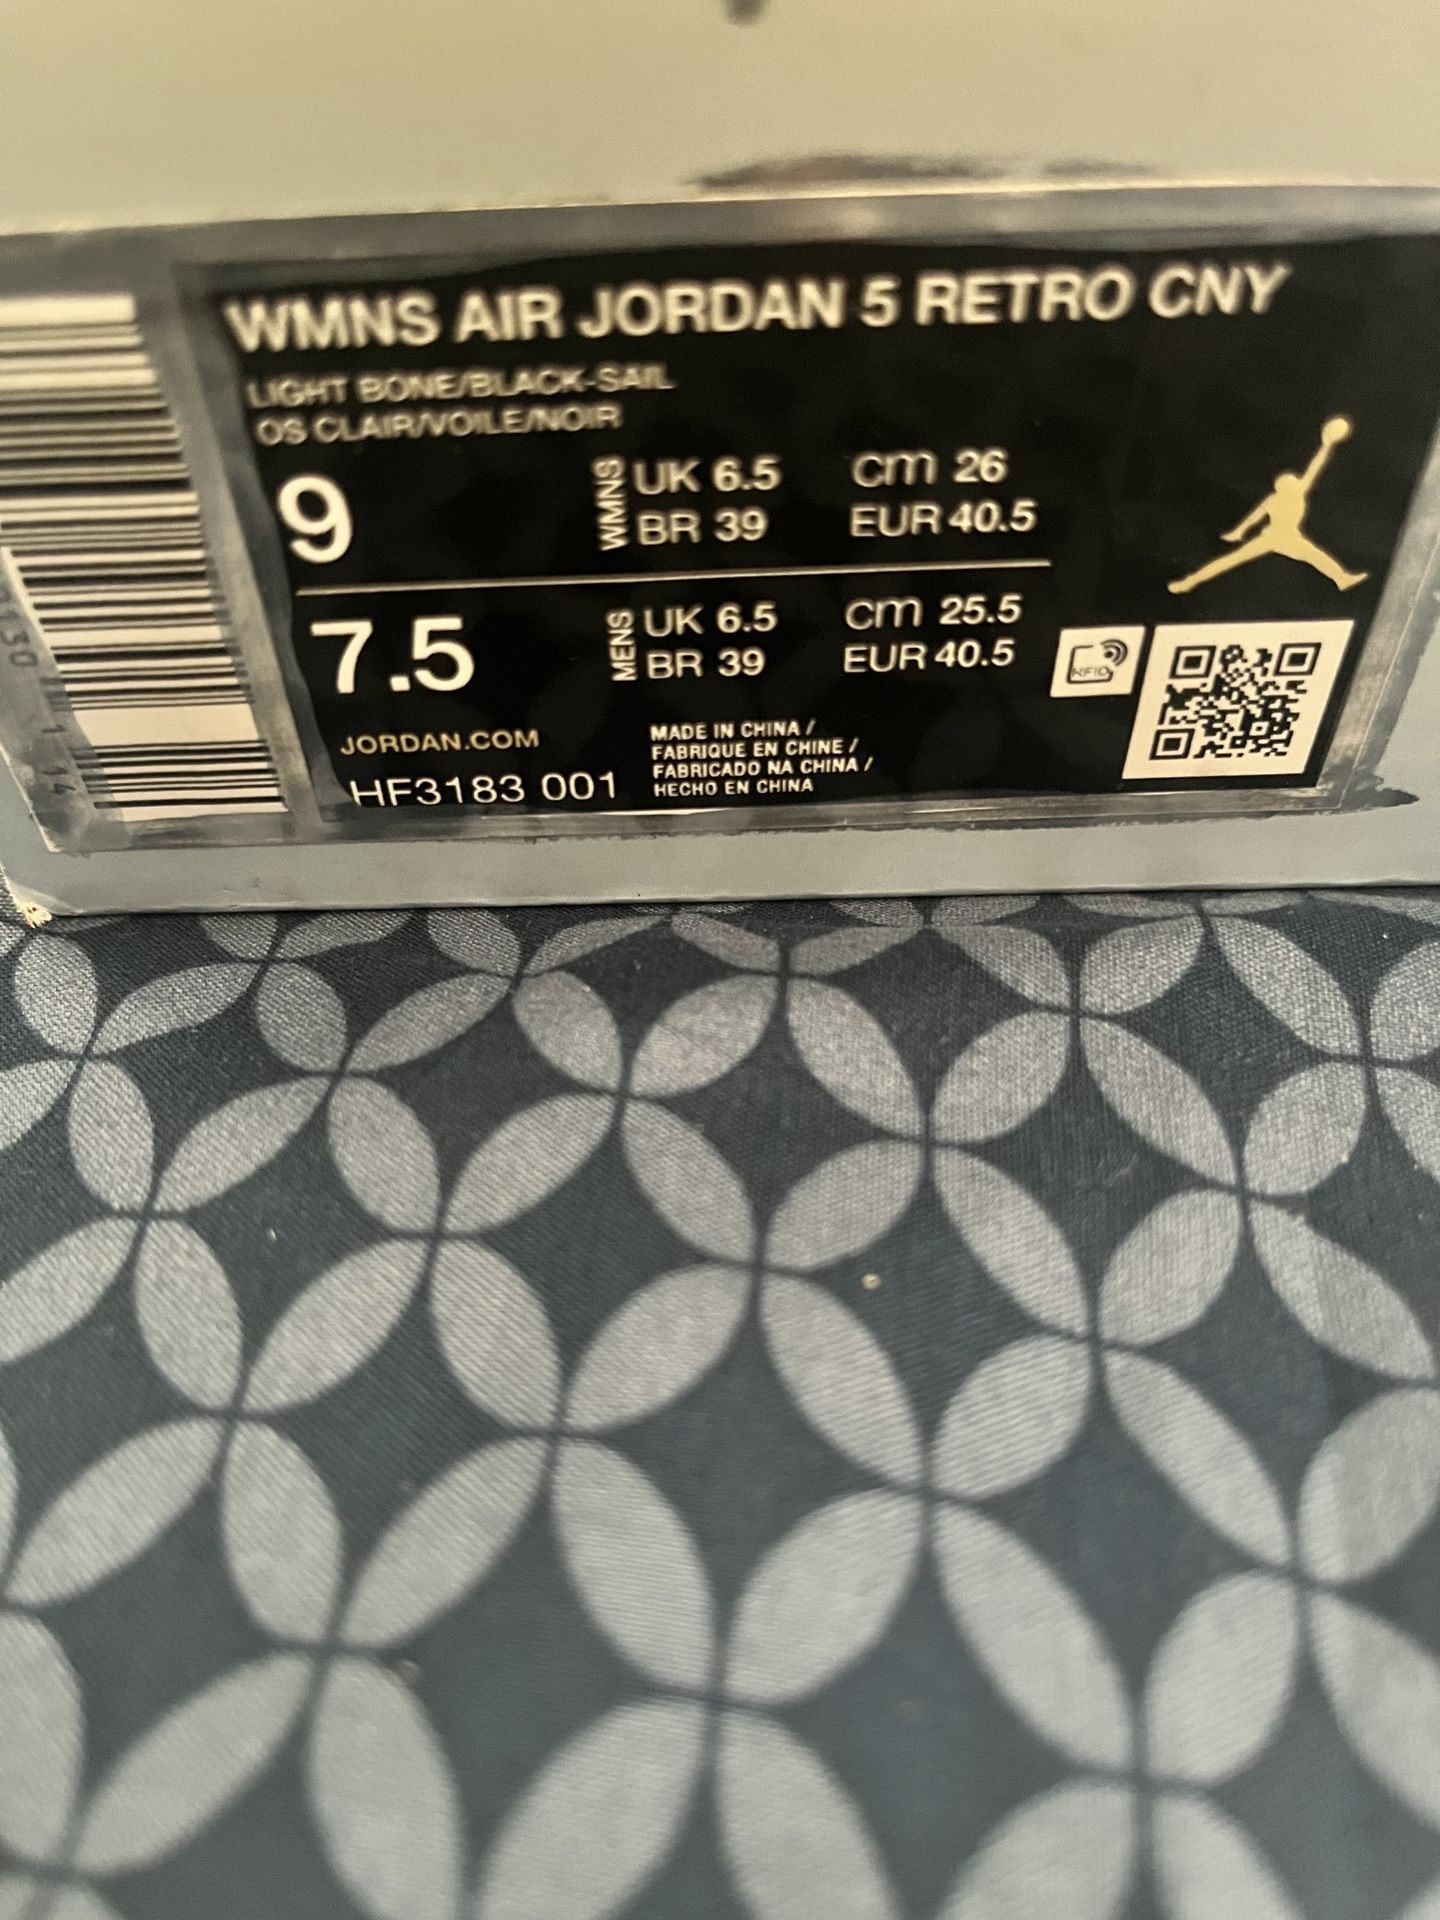 WMNS AIR JORDAN 5 RETRO CNY
LIGHT BONE/BLACK-SAIL
OS CLAIR/VOILE/NOIR
9 WMNS UK 6.5 cm 26
BR 39 EUR 40.5
7.5 MENS UK 6.5 cm 25.5
BR 39 EUR 40.5
JORDAN.COM
HF3183 001
MADE IN CHINA /
FABRIQUE EN CHINE /
FABRICADO NA CHINA /
HECHO EN CHINA